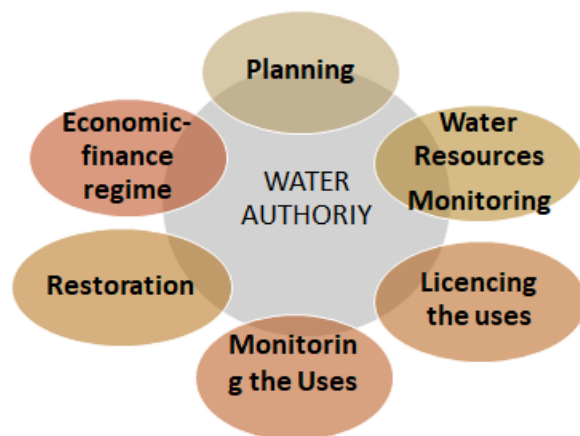 Planning
Economic-
finance
regime
Water
Resources
Monitoring
WATER
AUTHORIY
Restoration
Licencing
the uses
Monitorin
g the Uses